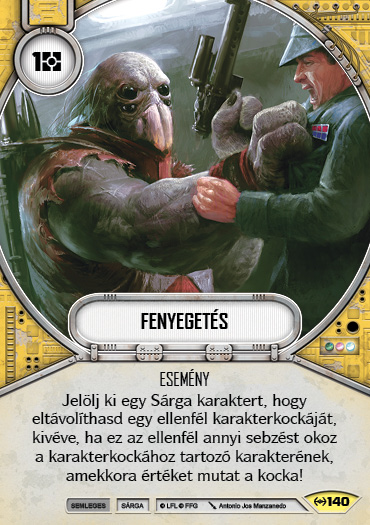 1
FENYEGETÉS
ESEMÉNY
Jelölj ki egy Sárga karaktert, hogy
eltávolíthasd egy ellenfél karakterkockáját,
kivéve, ha ez az ellenfél annyi sebzést okoz
a karakterkockához tartozó karakterének,
amekkora értéket mutat a kocka!
SEMLEGES SÁRGA © LFL © FFG Antonio Jos Manzanedo 140